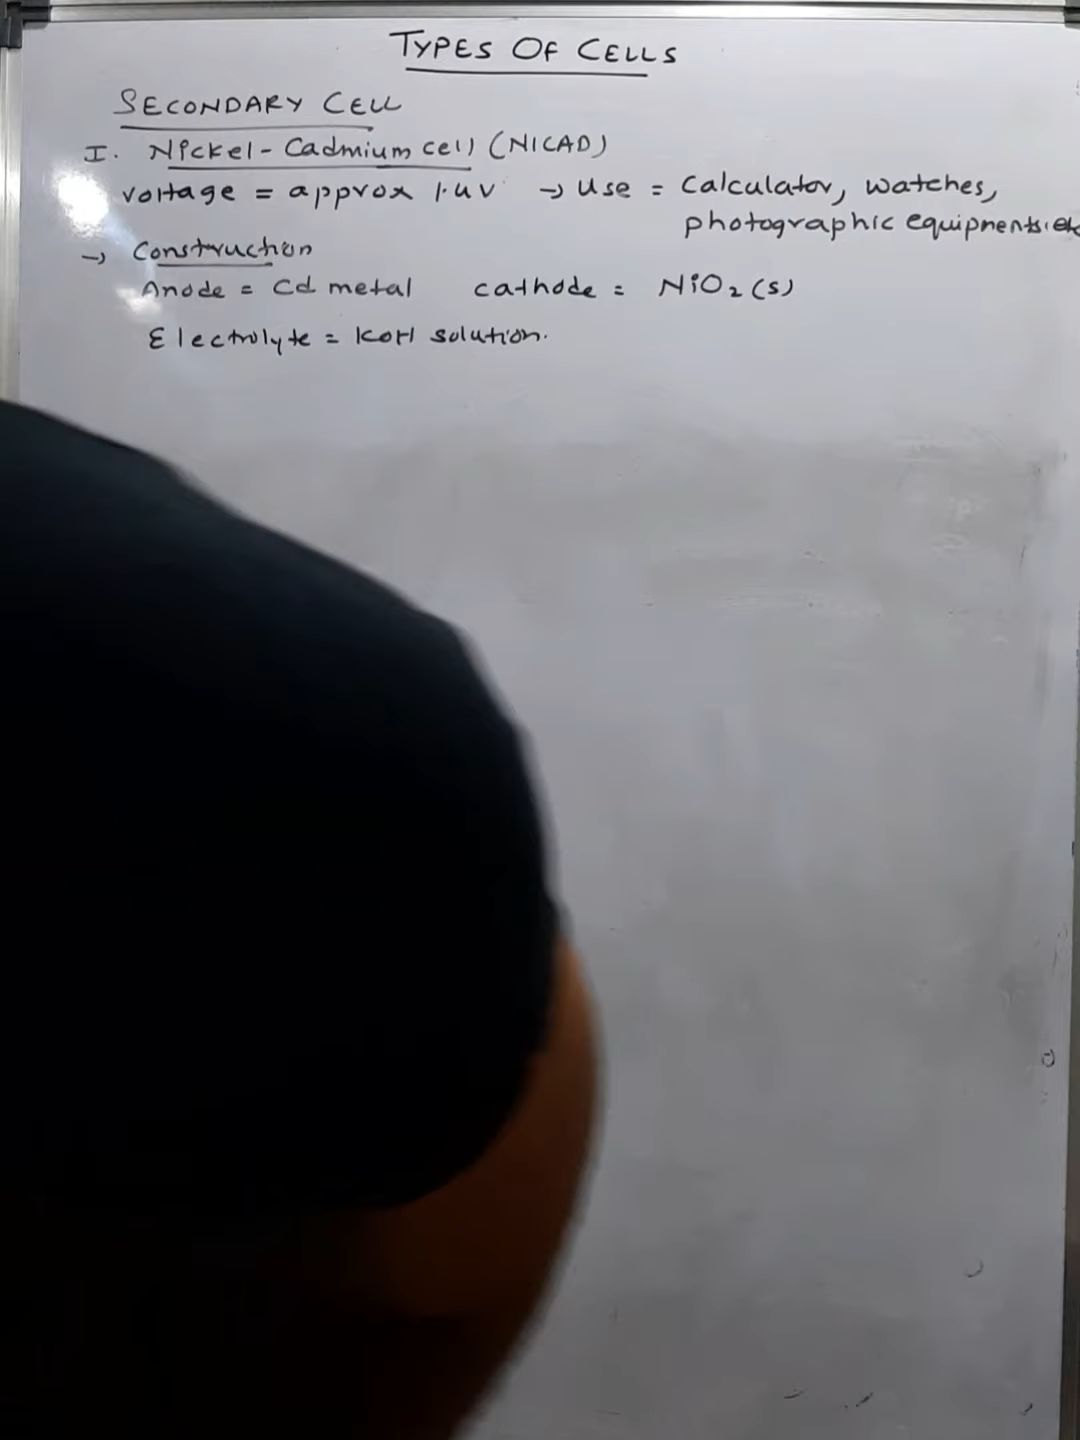 TYPES OF CELLS
SECONDARY CELL
I. Nickel-Cadmium cell (NICAD)
voltage = approx 1.4V → Use = Calculator, watches,
photographic equipments etc
→ Construction
Anode = Cd metal cathode = NiO₂(s)
Electrolyte = KOH solution.